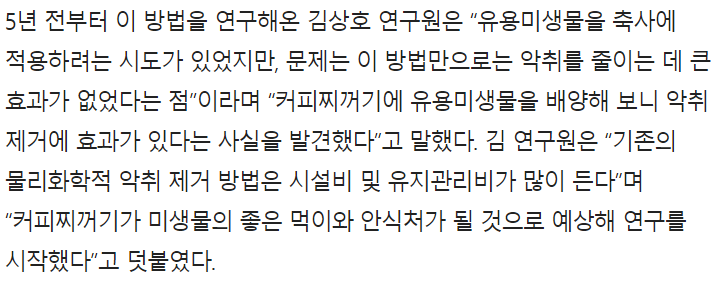 5년 전부터 이 방법을 연구해온 김상호 연구원은 “유용미생물을 축사에
적용하려는 시도가 있었지만, 문제는 이 방법만으로는 악취를 줄이는 데 큰
효과가 없었다는 점”이라며 “커피찌꺼기에 유용미생물을 배양해 보니 악취
제거에 효과가 있다는 사실을 발견했다”고 말했다. 김 연구원은 “기존의
물리화학적 악취 제거 방법은 시설비 및 유지관리비가 많이 든다”며
“커피찌꺼기가 미생물의 좋은 먹이와 안식처가 될 것으로 예상해 연구를
시작했다”고 덧붙였다.